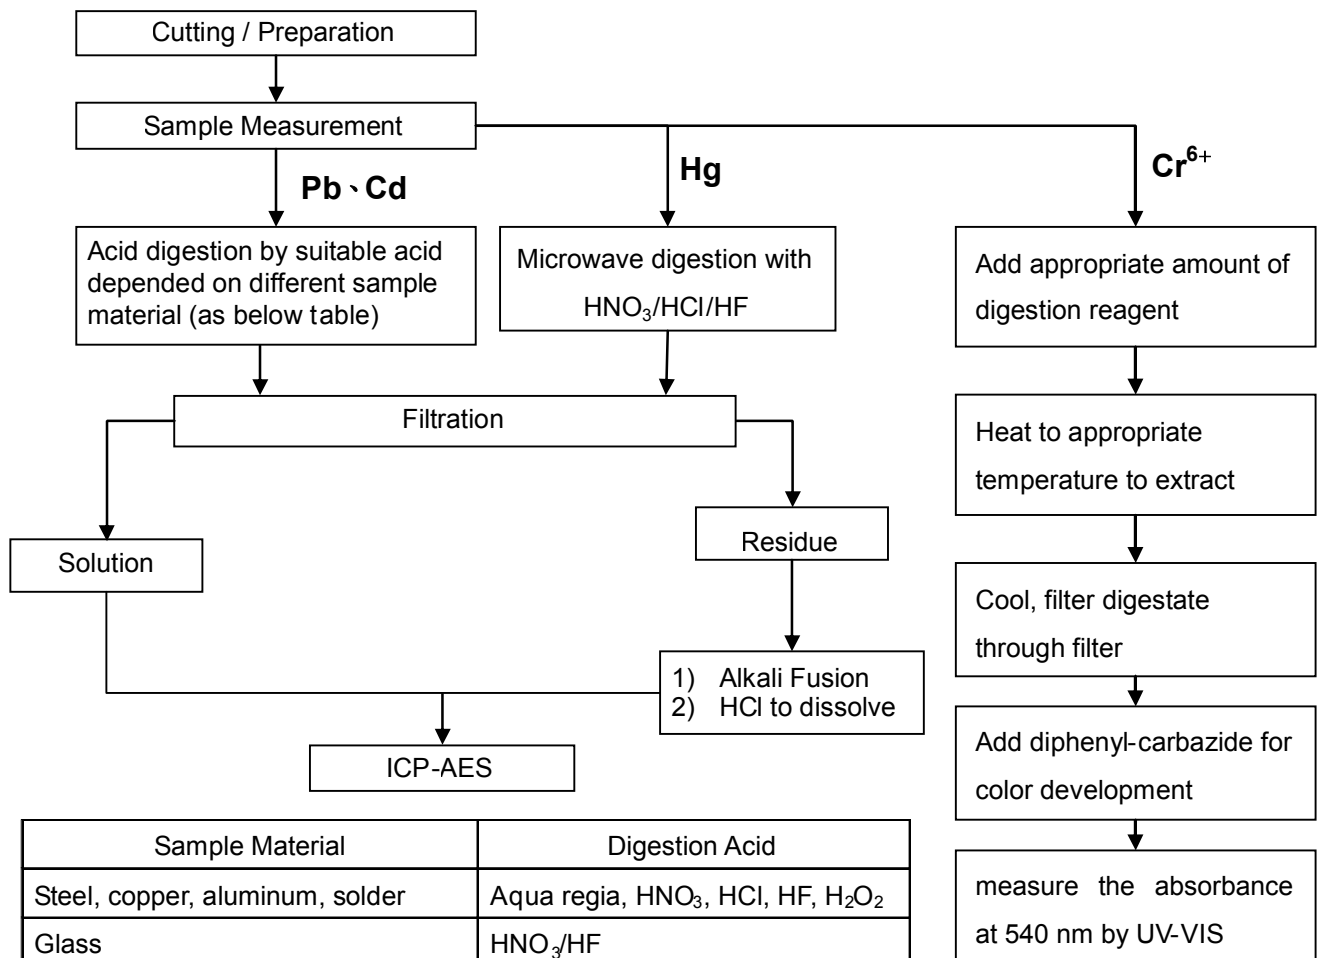 Cutting / Preparation
Sample Measurement
Pb、Cd
Hg
Cr⁶⁺
Acid digestion by suitable acid
depended on different sample
material (as below table)
Microwave digestion with
HNO₃/HCl/HF
Add appropriate amount of
digestion reagent
Filtration
Heat to appropriate
temperature to extract
Solution
Residue
Cool, filter digestate
through filter
1) Alkali Fusion
2) HCl to dissolve
ICP-AES
Add diphenyl-carbazide for
color development
measure the absorbance
at 540 nm by UV-VIS
Sample Material Digestion Acid
Steel, copper, aluminum, solder Aqua regia, HNO₃, HCl, HF, H₂O₂
Glass HNO₃/HF